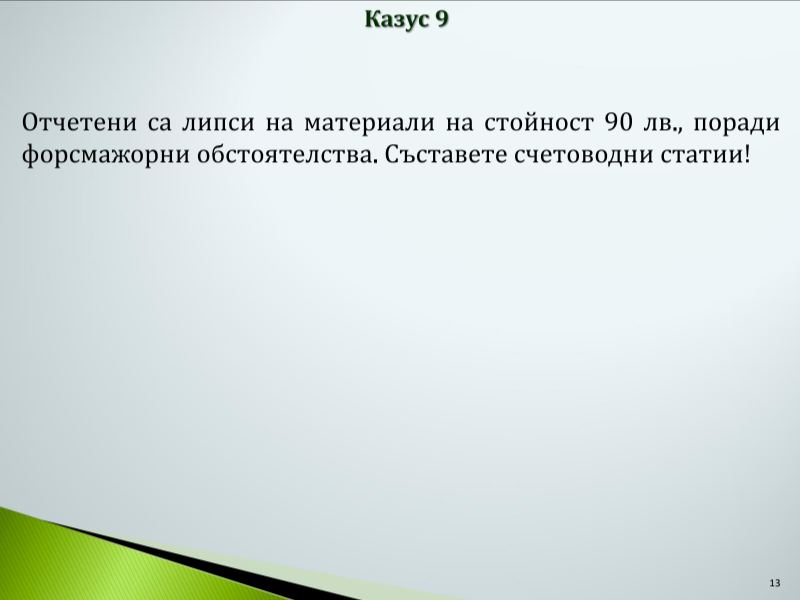 Казус 9
Отчетени са липси на материали на стойност 90 лв., поради
форсмажорни обстоятелства. Съставете счетоводни статии!
13